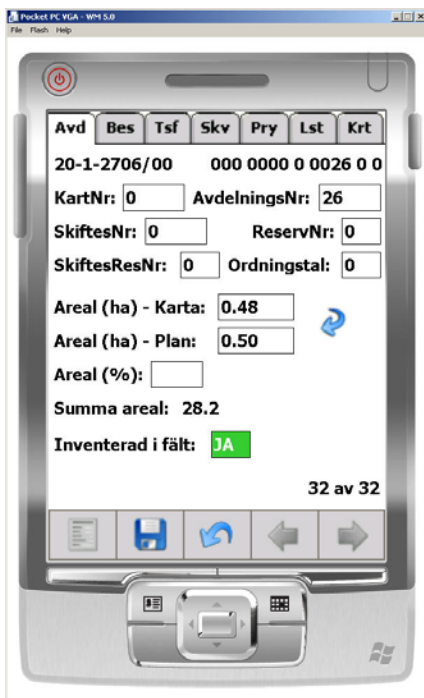 Pocket PC VGA - WM 5.0
File Flash Help
Avd Bes Tsf Skv Pry Lst Krt
20-1-2706/00 000 0000 0 0026 0 0
KartNr: 0 AvdelningsNr: 26
SkiftesNr: 0 ReservNr: 0
SkiftesResNr: 0 Ordningstal: 0
Areal (ha) - Karta: 0.48
Areal (ha) - Plan: 0.50
Areal (%):
Summa areal: 28.2
Inventerad i fält: JA
32 av 32